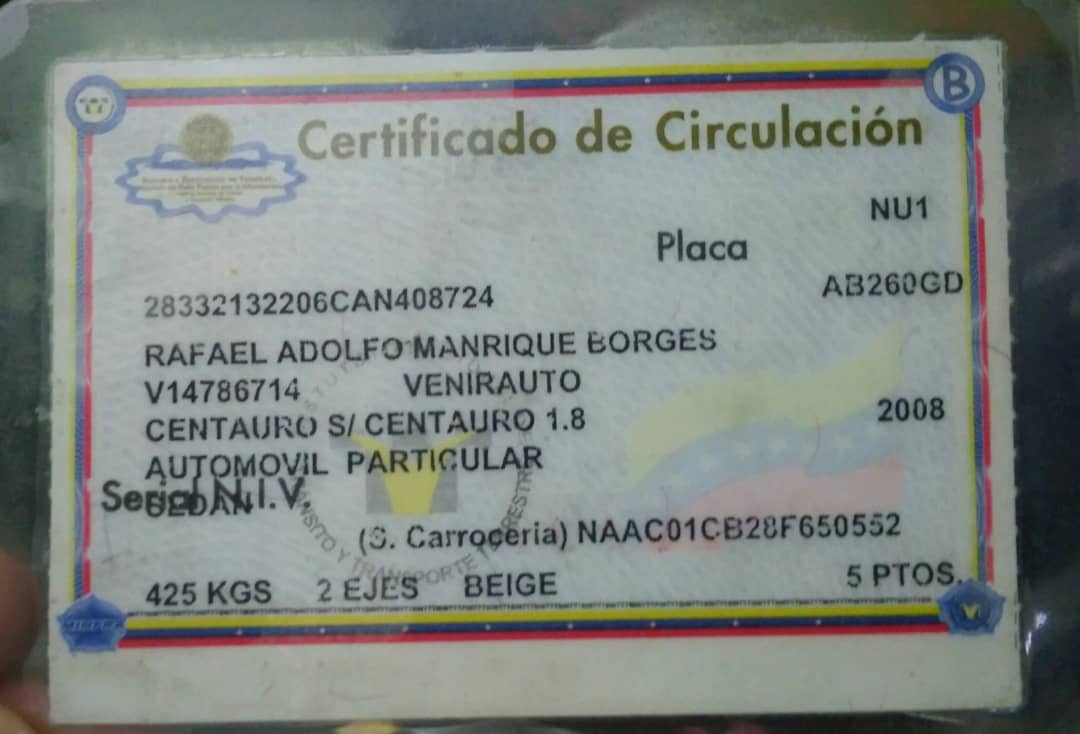 B
Certificado de Circulación
NU1
Placa
AB260GD
28332132206CAN408724
RAFAEL ADOLFO MANRIQUE BORGES
V14786714 VENIRAUTO
CENTAURO S/ CENTAURO 1.8 2008
AUTOMOVIL PARTICULAR
Serial N.I.V.
SEDAN
(S. Carroceria) NAAC01CB28F650552
TRANSITO Y TRANSPORTE TERRESTRE
425 KGS 2 EJES BEIGE 5 PTOS.